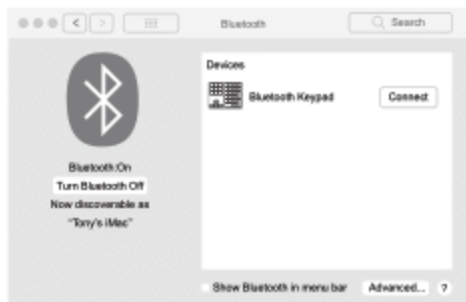 Bluetooth
Search
Bluetooth:On
Turn Bluetooth Off
Now discoverable as
"Tony's iMac"
Devices
Bluetooth Keypad
Connect
Show Bluetooth in menu bar
Advanced...
?